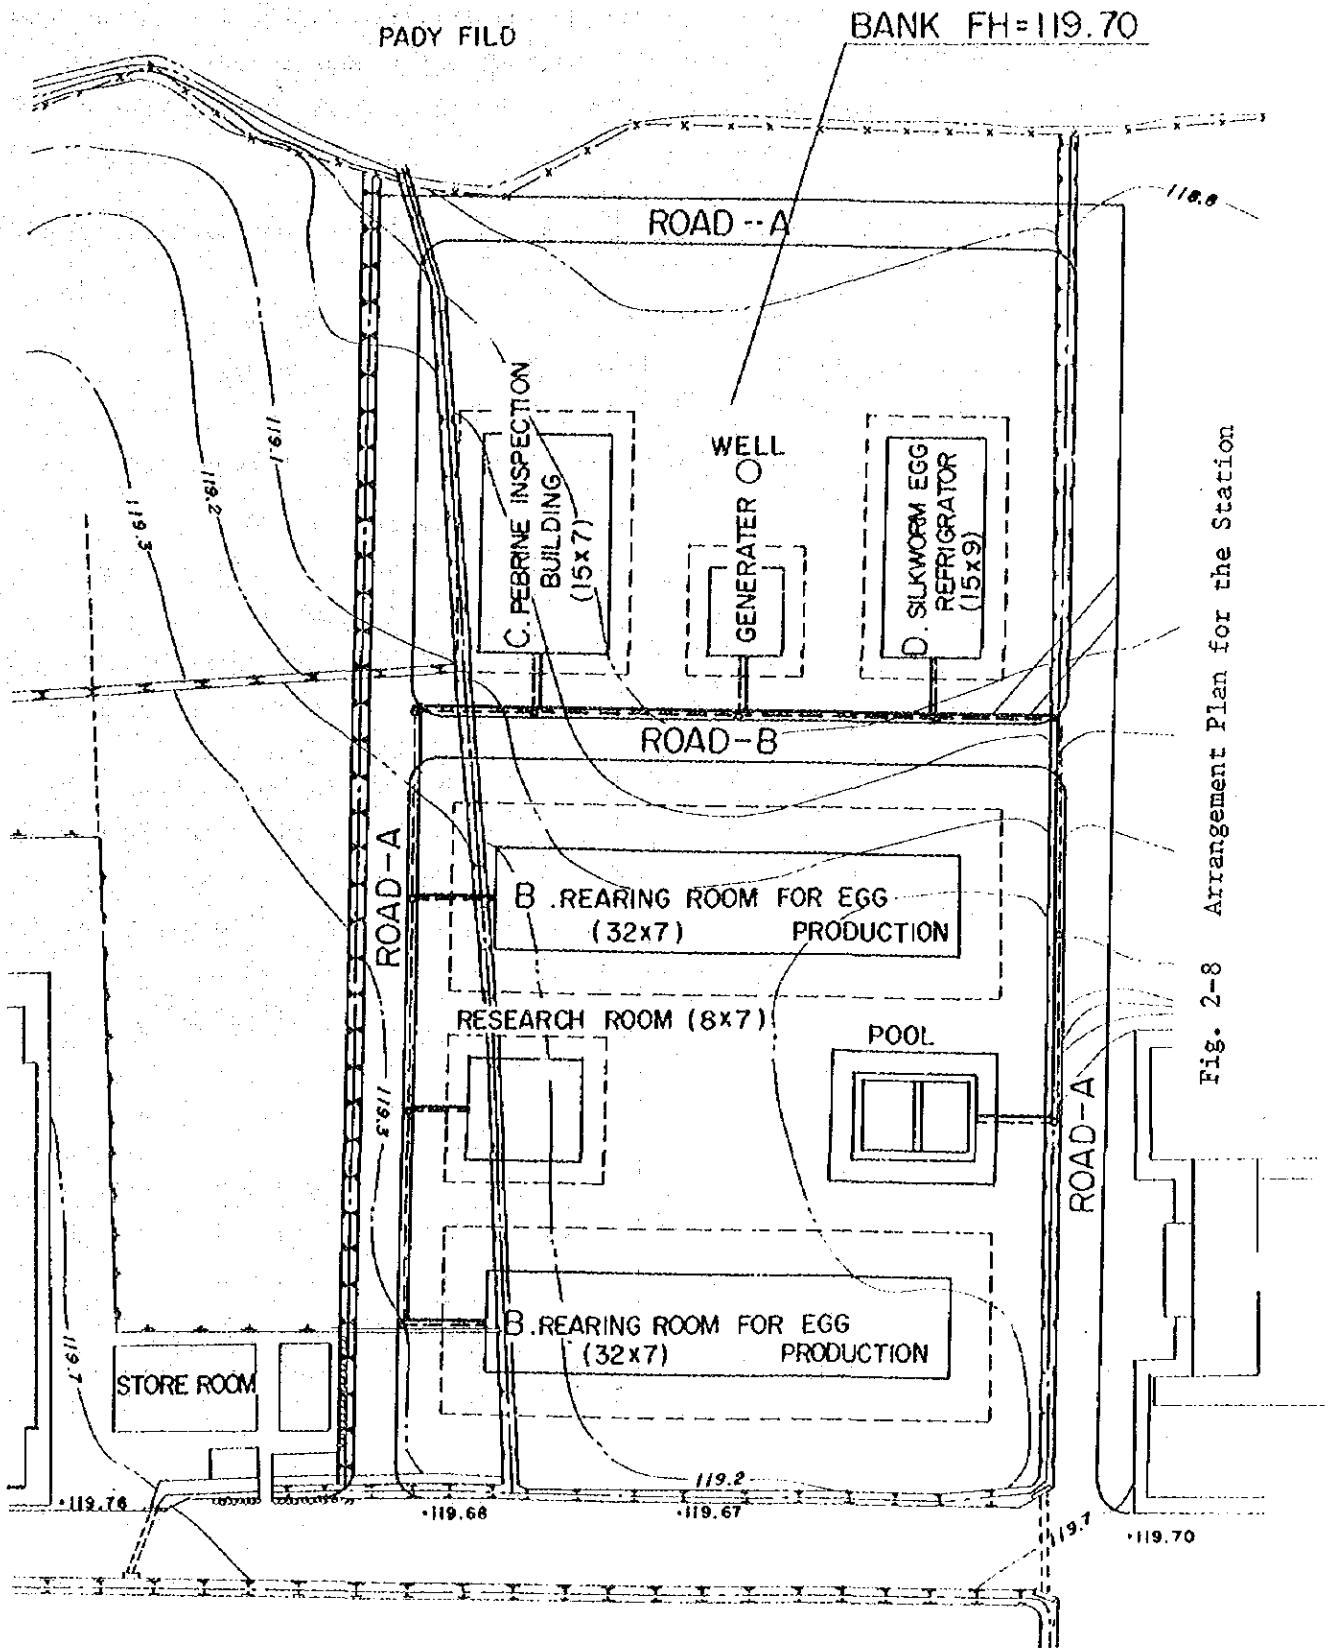 PADY FILD
BANK FH=119.70
ROAD--A
118.8
119.1
119.2
119.3
C. PEBRINE INSPECTION
BUILDING
(15x7)
WELL
GENERATER
D. SILKWORM EGG
REFRIGRATOR
(15x9)
ROAD-B
ROAD-A
B .REARING ROOM FOR EGG
(32x7) PRODUCTION
RESEARCH ROOM (8x7)
POOL
119.3
ROAD-A
B .REARING ROOM FOR EGG
(32x7) PRODUCTION
STORE ROOM
119.7
119.2
•119.76
•119.68
•119.67
119.7
•119.70
Fig. 2-8 Arrangement Plan for the Station